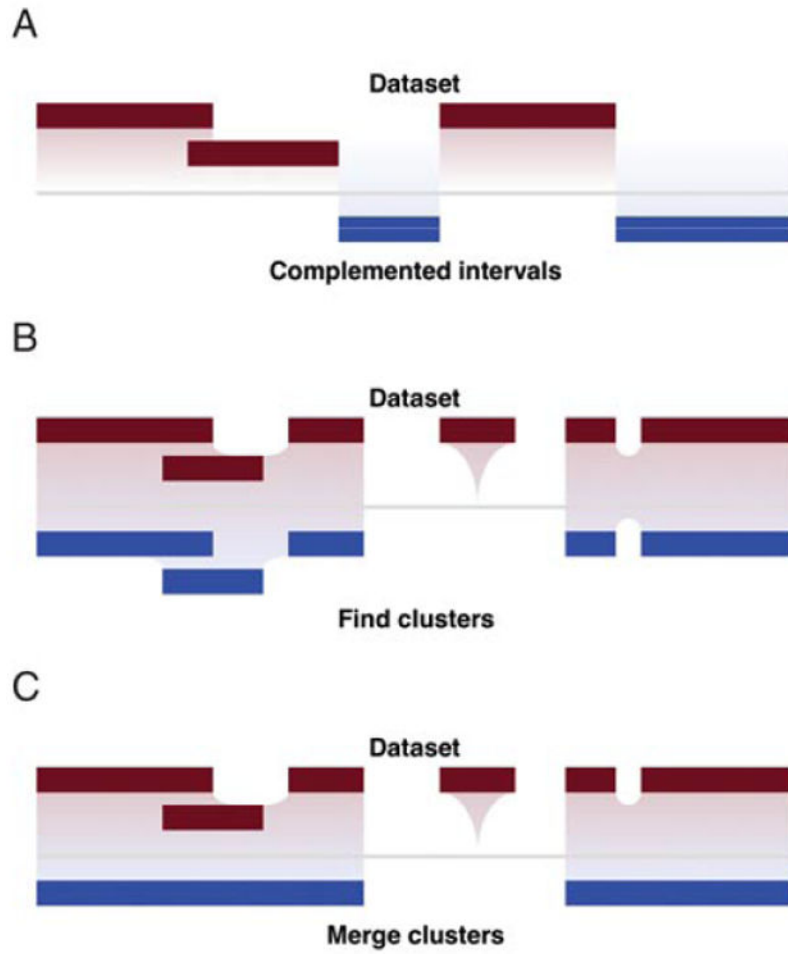 A
Dataset
Complemented intervals
B
Dataset
Find clusters
C
Dataset
Merge clusters